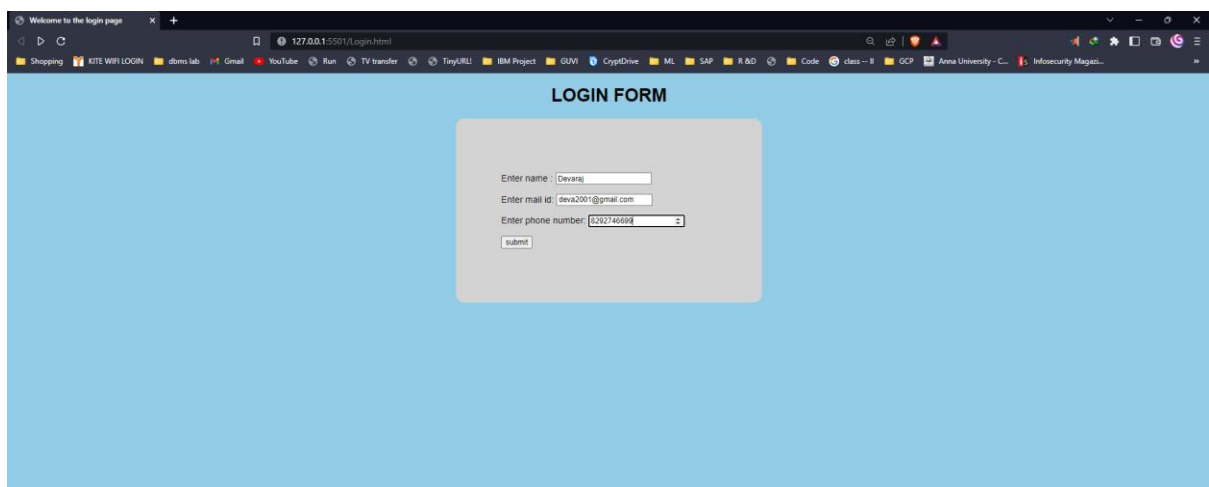 Welcome to the login page
127.0.0.1:5501/Login.html
Shopping KITE WIFI LOGIN dbms lab Gmail YouTube Run TV transfer TinyURL! IBM Project GUVI CryptDrive ML SAP R &D Code class -- II GCP Anna University - C... Infosecurity Magazi...
LOGIN FORM
Enter name : Devaraj
Enter mail id: deva2001@gmail.com
Enter phone number: 8292746699
submit